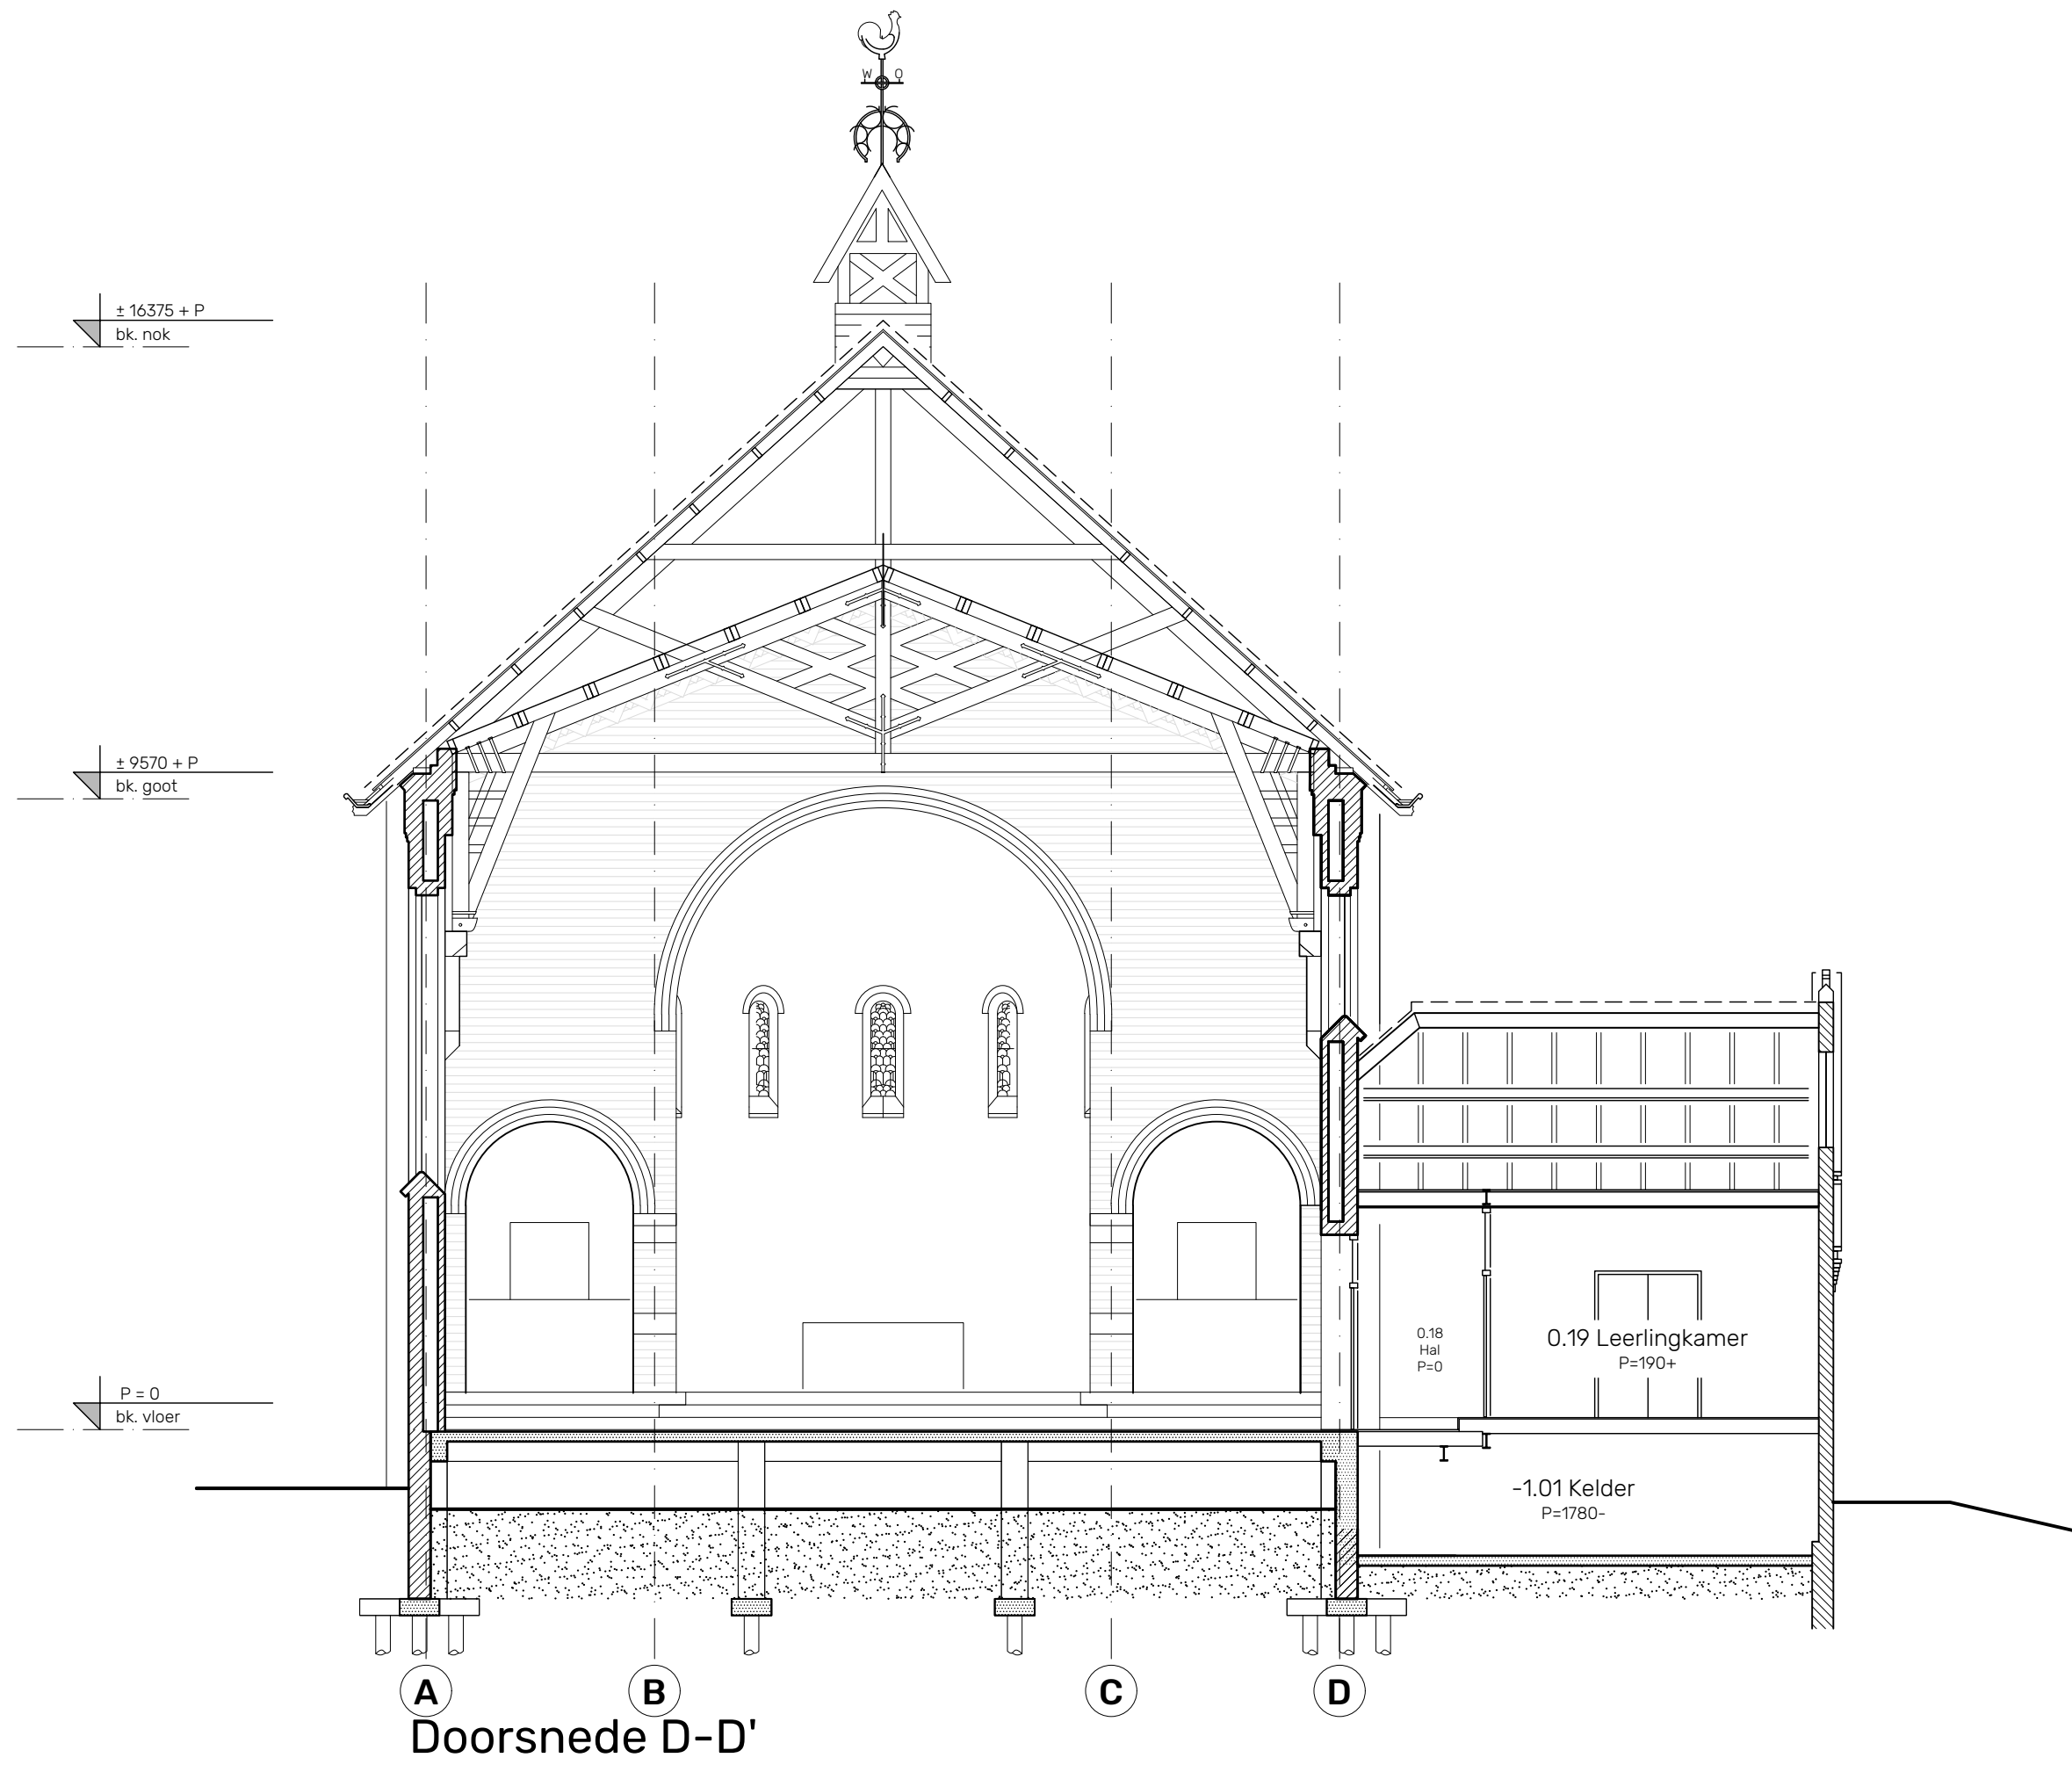 W O
± 16375 + P
bk. nok
± 9570 + P
bk. goot
0.18
Hal
P=0
0.19 Leerlingkamer
P=190+
P = 0
bk. vloer
-1.01 Kelder
P=1780-
A B C D
Doorsnede D-D'